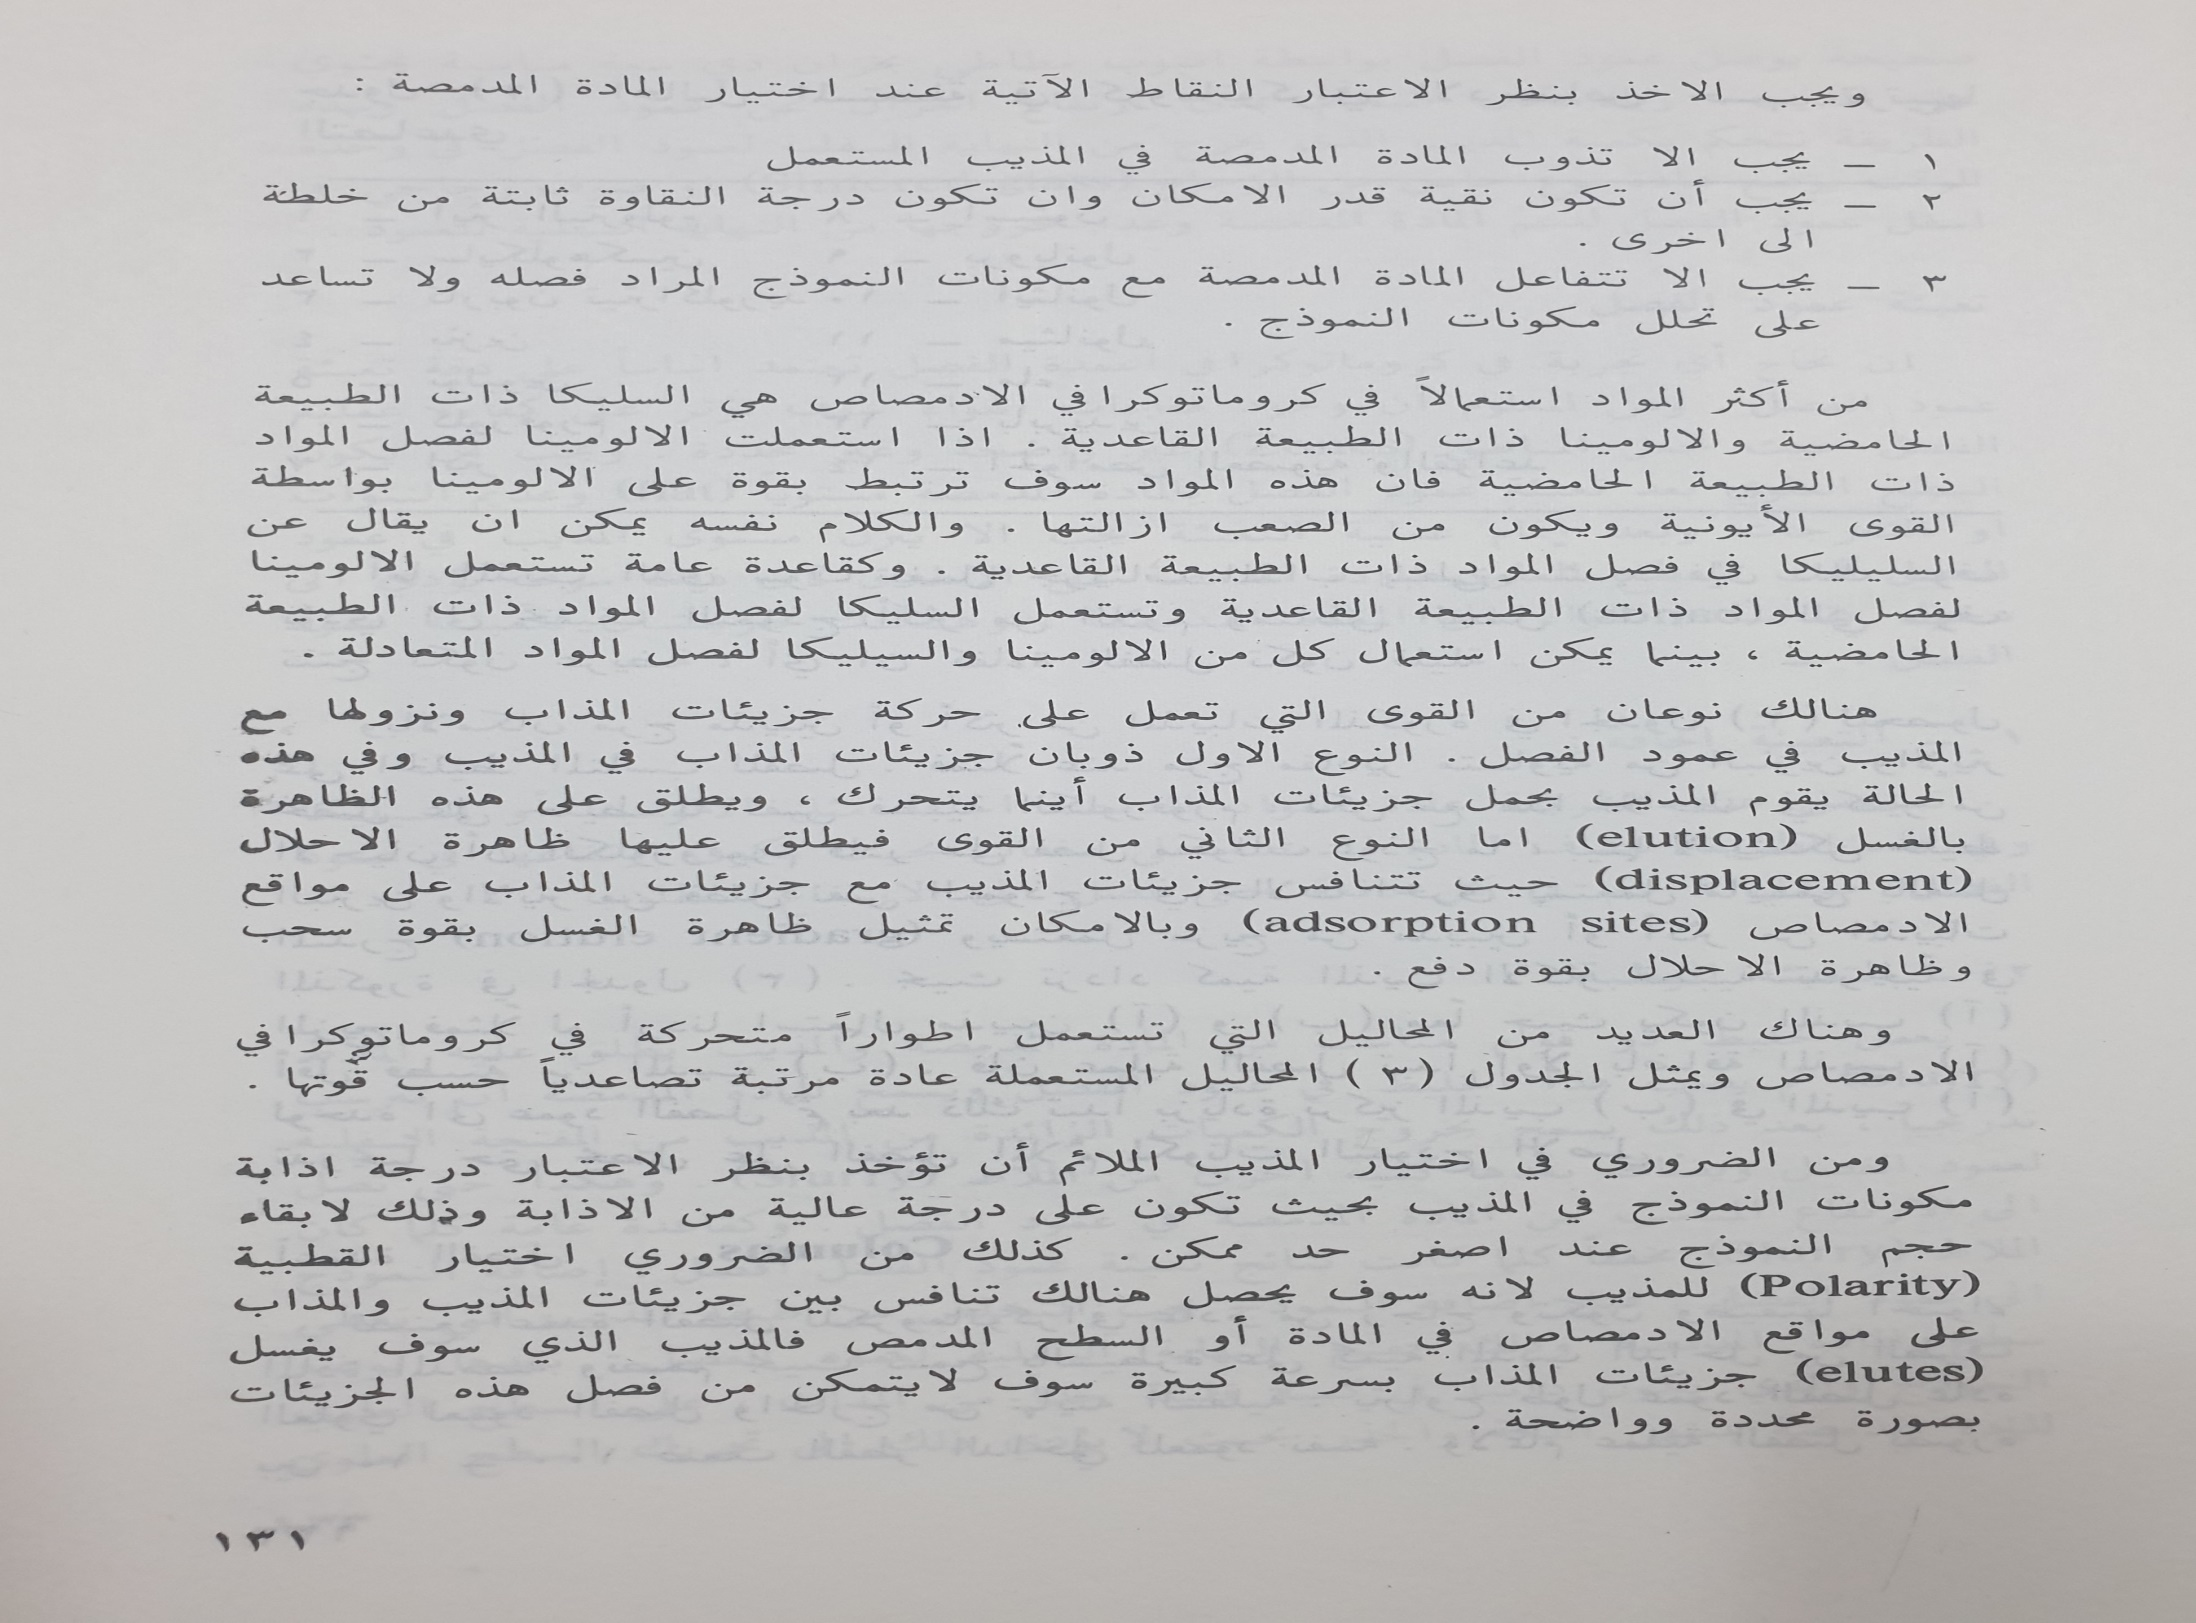 ويجب الاخذ بنظر الاعتبار النقاط الآتية عند اختيار المادة المدمصة :
١ ـ يجب الا تذوب المادة المدمصة في المذيب المستعمل
٢ ـ يجب أن تكون نقية قدر الامكان وان تكون درجة النقاوة ثابتة من خلطة
الى اخرى .
٣ ـ يجب الا تتفاعل المادة المدمصة مع مكونات النموذج المراد فصله ولا تساعد
على تحلل مكونات النموذج .
من أكثر المواد استعمالاً في كروماتوكرافي الادمصاص هي السليكا ذات الطبيعة
الحامضية والالومينا ذات الطبيعة القاعدية . اذا استعملت الالومينا لفصل المواد
ذات الطبيعة الحامضية فان هذه المواد سوف ترتبط بقوة على الالومينا بواسطة
القوى الأيونية ويكون من الصعب ازالتها . والكلام نفسه يمكن ان يقال عن
السليليكا في فصل المواد ذات الطبيعة القاعدية . وكقاعدة عامة تستعمل الالومينا
لفصل المواد ذات الطبيعة القاعدية وتستعمل السليكا لفصل المواد ذات الطبيعة
الحامضية ، بينما يمكن استعمال كل من الالومينا والسيليكا لفصل المواد المتعادلة .
هنالك نوعان من القوى التي تعمل على حركة جزيئات المذاب ونزولها مع
المذيب في عمود الفصل . النوع الاول ذوبان جزيئات المذاب في المذيب وفي هذه
الحالة يقوم المذيب بحمل جزيئات المذاب أينما يتحرك ، ويطلق على هذه الظاهرة
بالغسل (elution) اما النوع الثاني من القوى فيطلق عليها ظاهرة الاحلال
(displacement) حيث تتنافس جزيئات المذيب مع جزيئات المذاب على مواقع
الادمصاص (adsorption sites) وبالامكان تمثيل ظاهرة الغسل بقوة سحب
وظاهرة الاحلال بقوة دفع .
وهناك العديد من المحاليل التي تستعمل اطواراً متحركة في كروماتوكرافي
الادمصاص ويمثل الجدول ( ٣ ) المحاليل المستعملة عادة مرتبة تصاعدياً حسب قوتها .
ومن الضروري في اختيار المذيب الملائم أن تؤخذ بنظر الاعتبار درجة اذابة
مكونات النموذج في المذيب بحيث تكون على درجة عالية من الاذابة وذلك لابقاء
حجم النموذج عند اصغر حد ممكن . كذلك من الضروري اختيار القطبية
(Polarity) للمذيب لانه سوف يحصل هنالك تنافس بين جزيئات المذيب والمذاب
على مواقع الادمصاص في المادة أو السطح المدمص فالمذيب الذي سوف يغسل
(elutes) جزيئات المذاب بسرعة كبيرة سوف لايتمكن من فصل هذه الجزيئات
بصورة محددة وواضحة .
١٣١